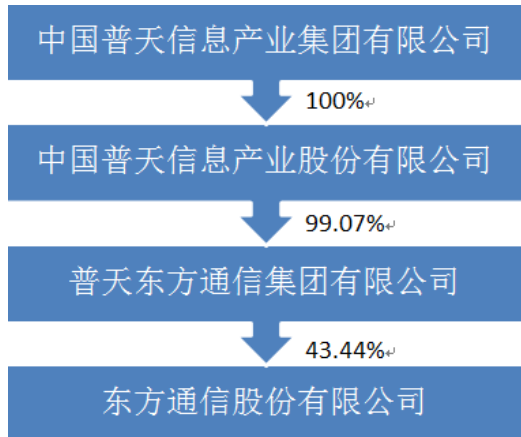 中国普天信息产业集团有限公司
100%
中国普天信息产业股份有限公司
99.07%
普天东方通信集团有限公司
43.44%
东方通信股份有限公司